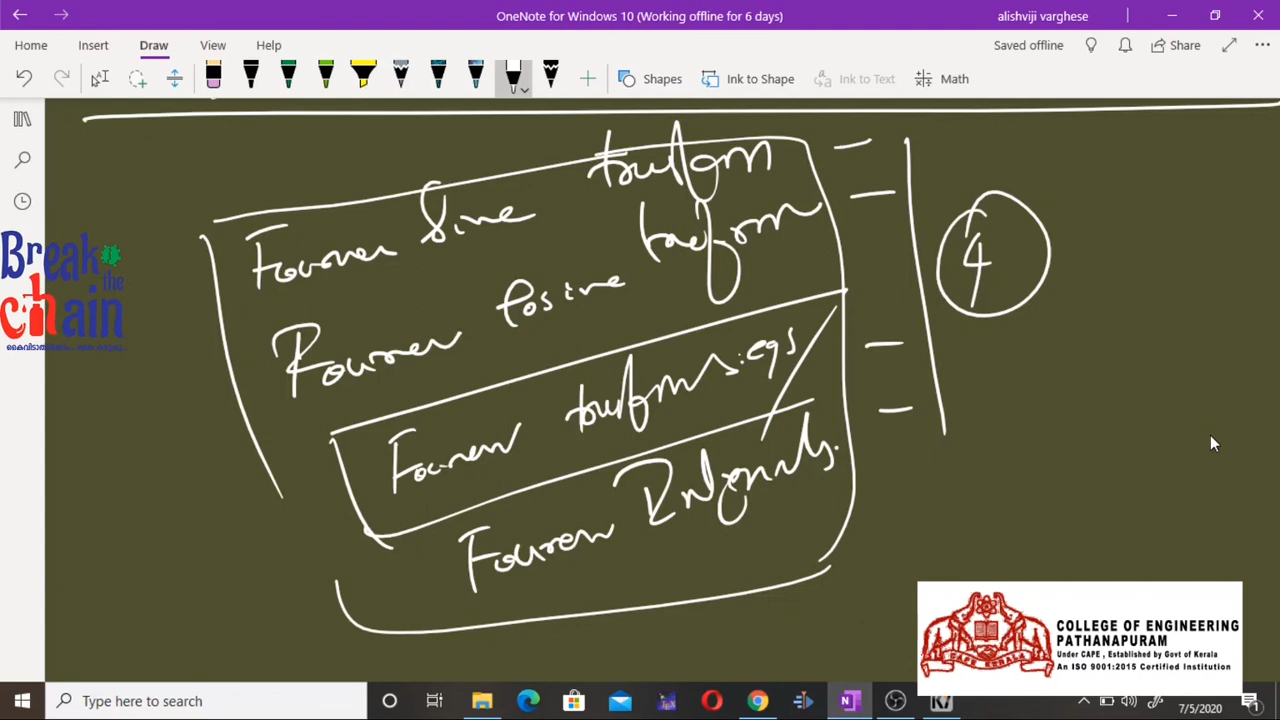 OneNote for Windows 10 (Working offline for 6 days)
alishviji varghese
Home Insert Draw View Help
Saved offline
Share
Shapes
Ink to Shape
Ink to Text
Math
Fourier Sine transform
Fourier Cosine transform
Fourier transforms: eqs
Fourier Integrals.
4
Break
the
chain
COLLEGE OF ENGINEERING
PATHANAPURAM
Under CAPE , Established by Govt of Kerala
An ISO 9001:2015 Certified Institution
Type here to search
7/5/2020